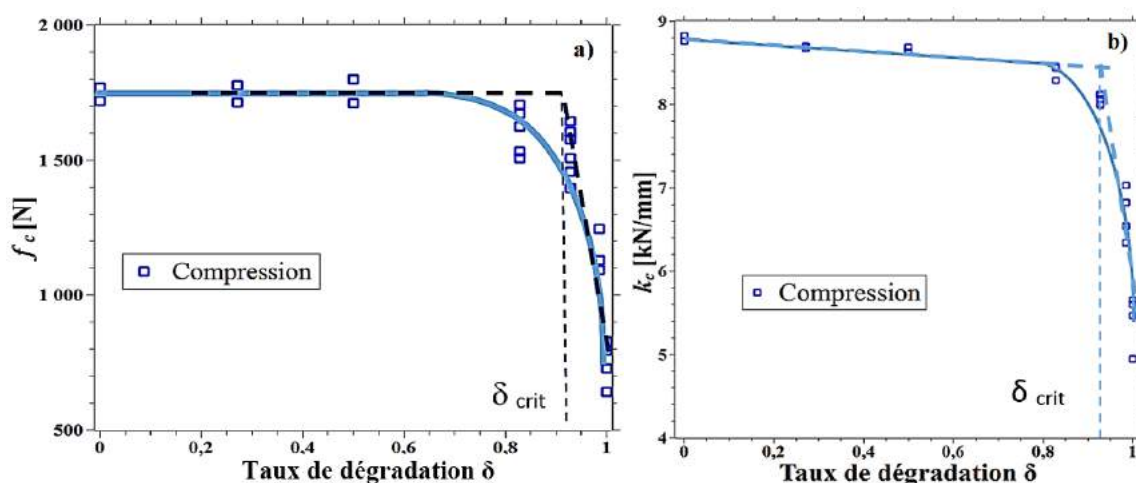 2 000
1 500
1 000
500
f c [N]
a)
Compression
δ crit
0
0,2
0,4
0,6
0,8
1
Taux de dégradation δ
9
8
7
6
5
4
k c [kN/mm]
b)
Compression
δ crit
0
0,2
0,4
0,6
0,8
1
Taux de dégradation δ